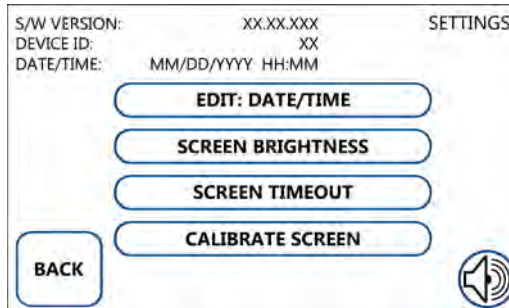 S/W VERSION: XX.XX.XXX SETTINGS
DEVICE ID: XX
DATE/TIME: MM/DD/YYYY HH:MM
EDIT: DATE/TIME
SCREEN BRIGHTNESS
SCREEN TIMEOUT
CALIBRATE SCREEN
BACK